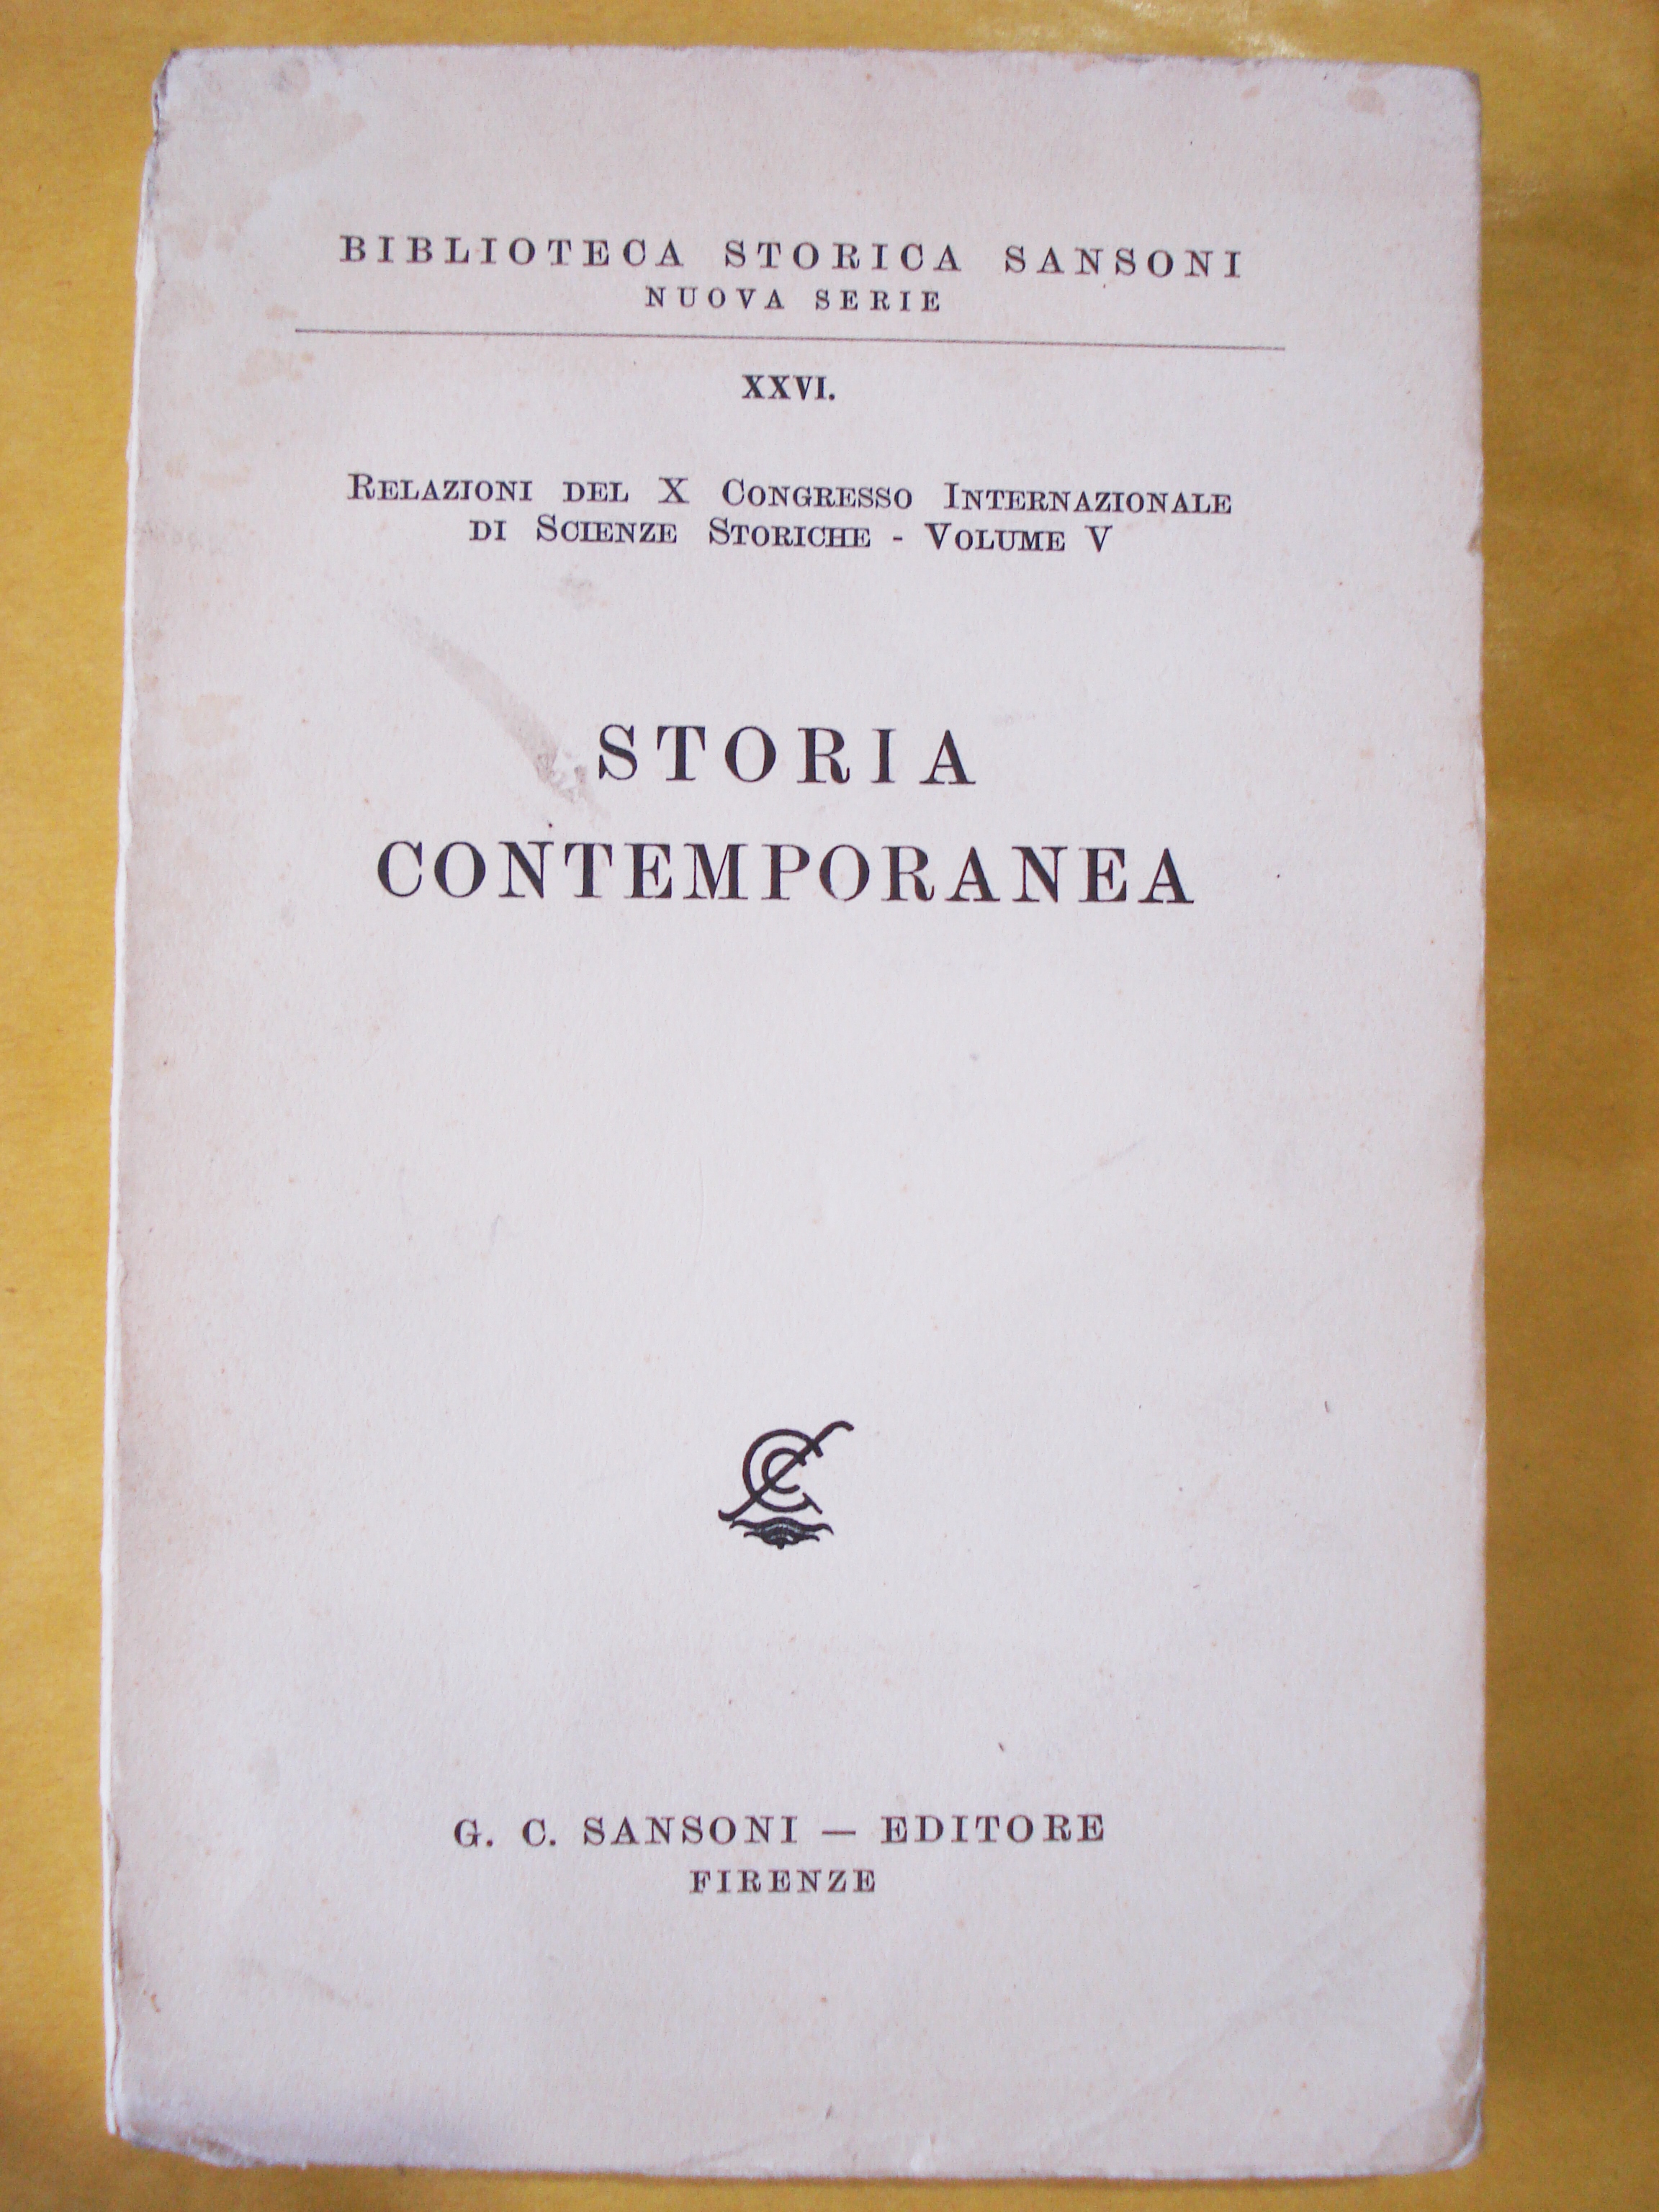 BIBLIOTECA STORICA SANSONI
NUOVA SERIE
XXVI.
RELAZIONI DEL X CONGRESSO INTERNAZIONALE
DI SCIENZE STORICHE - VOLUME V
STORIA
CONTEMPORANEA
G. C. SANSONI — EDITORE
FIRENZE